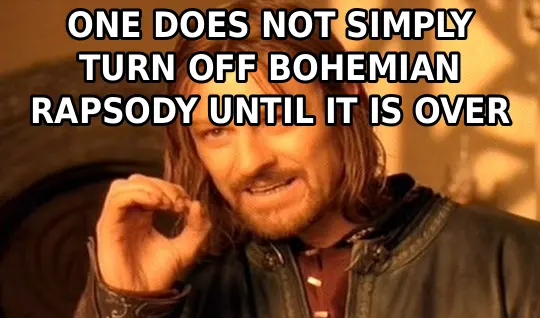 ONE DOES NOT SIMPLY
TURN OFF BOHEMIAN
RAPSODY UNTIL IT IS OVER